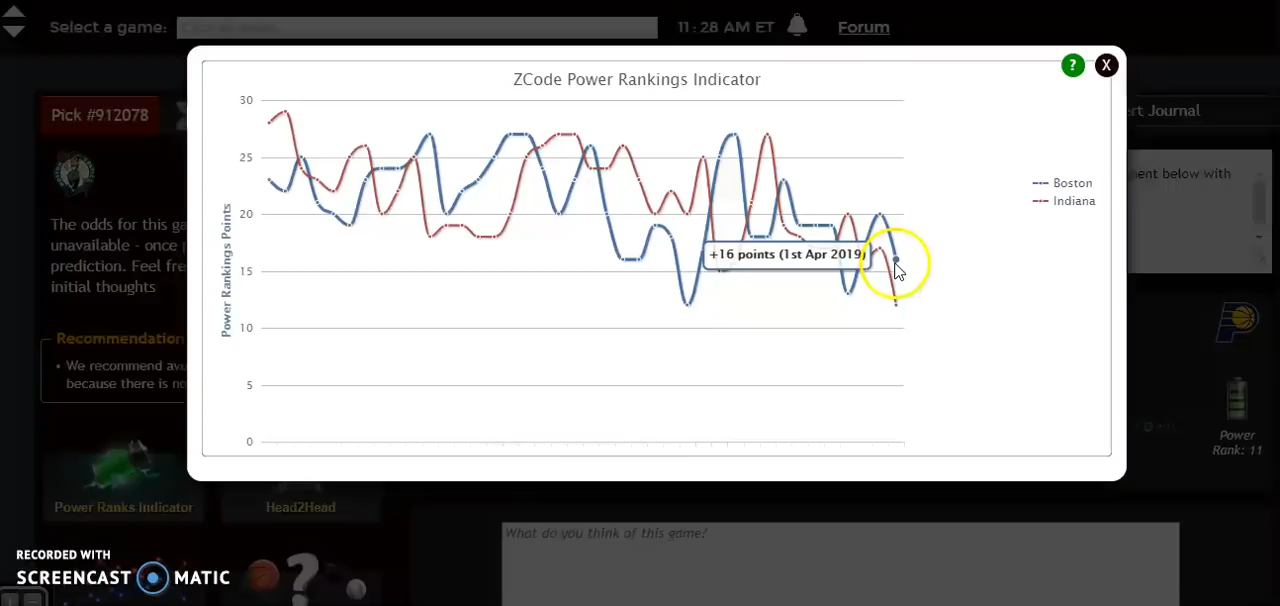 Select a game:
11:28 AM ET
Forum
ZCode Power Rankings Indicator
?
X
Pick #912078
ert Journal
30
25
20
15
10
5
0
Power Rankings Points
Boston
Indiana
+16 points (1st Apr 2019)
ment below with
The odds for this ga
unavailable - once
prediction. Feel fre
initial thoughts
Recommendation
• We recommend
because there is no
Power
Rank: 11
Power Ranks Indicator
Head2Head
What do you think of this game?
RECORDED WITH
SCREENCAST MATIC